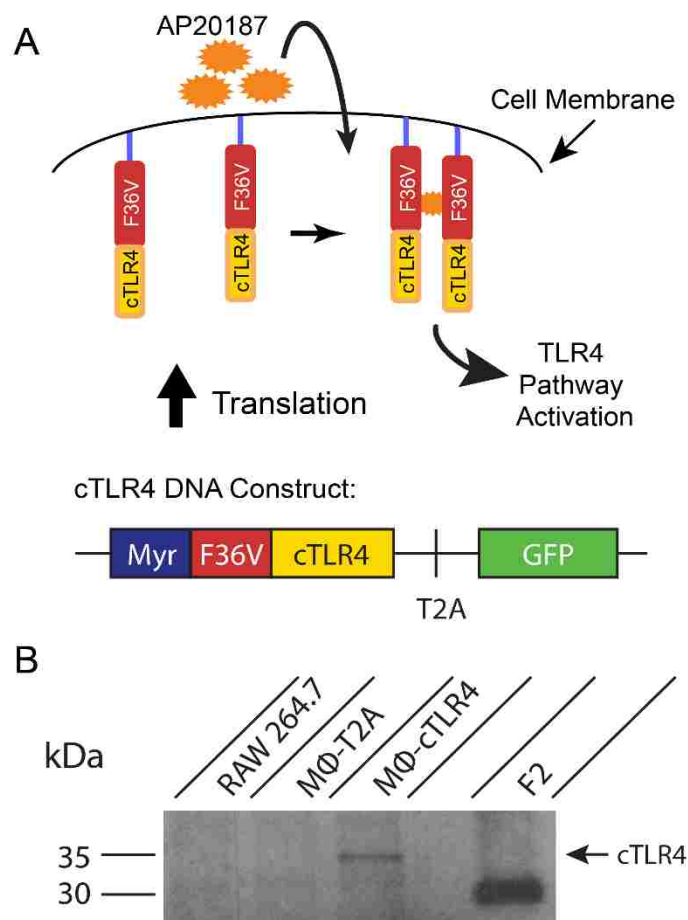 A
AP20187
Cell Membrane
F36V
F36V
F36V
F36V
cTLR4
cTLR4
cTLR4
cTLR4
TLR4
Pathway
Activation
Translation
cTLR4 DNA Construct:
Myr F36V cTLR4 GFP
T2A
B
kDa
RAW 264.7
MΦ-T2A
MΦ-cTLR4
F2
35
cTLR4
30